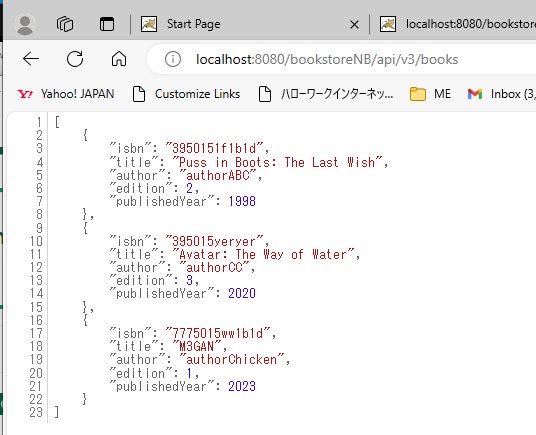 Start Page
localhost:8080/bookstore
localhost:8080/bookstoreNB/api/v3/books
Yahoo! JAPAN
Customize Links
ハローワークインターネッ...
ME
Inbox (3,
1 [
2 {
3 "isbn": "3950151f1b1d",
4 "title": "Puss in Boots: The Last Wish",
5 "author": "authorABC",
6 "edition": 2,
7 "publishedYear": 1998
8 },
9 {
10 "isbn": "395015yeryer",
11 "title": "Avatar: The Way of Water",
12 "author": "authorCC",
13 "edition": 3,
14 "publishedYear": 2020
15 },
16 {
17 "isbn": "7775015ww1b1d",
18 "title": "M3GAN",
19 "author": "authorChicken",
20 "edition": 1,
21 "publishedYear": 2023
22 }
23 ]